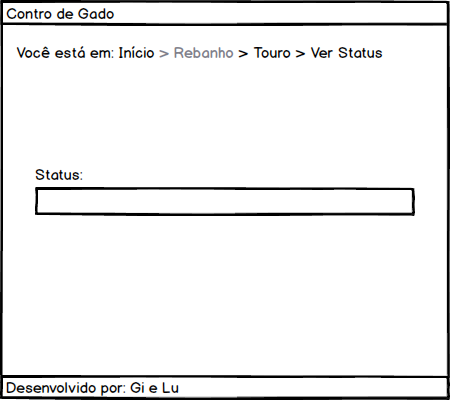 Contro de Gado
Você está em: Início > Rebanho > Touro > Ver Status
Status:
Desenvolvido por: Gi e Lu